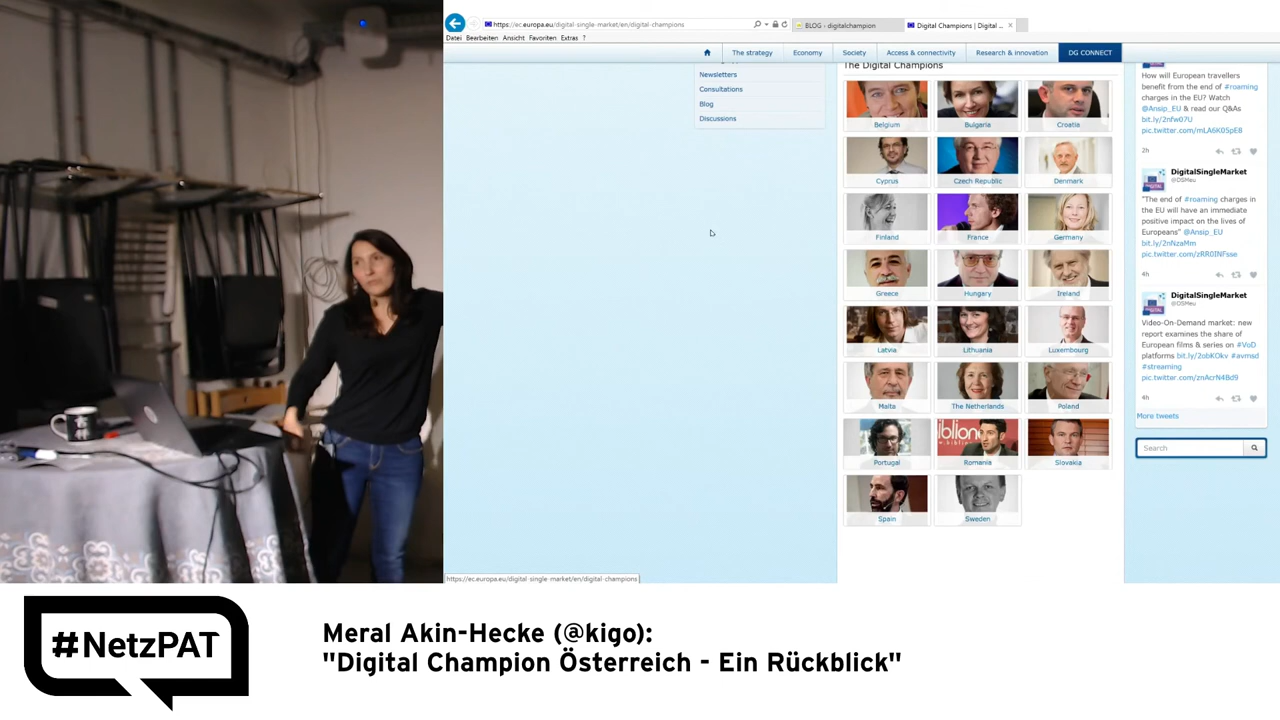 https://ec.europa.eu/digital-single-market/en/digital-champions
BLOG - digitalchampion
Digital Champions | Digital ...
Datei Bearbeiten Ansicht Favoriten Extras ?
The strategy
Economy
Society
Access & connectivity
Research & innovation
DG CONNECT
Newsletters
Consultations
Blog
Discussions
The Digital Champions
Belgium
Bulgaria
Croatia
Cyprus
Czech Republic
Denmark
Finland
France
Germany
Greece
Hungary
Ireland
Latvia
Lithuania
Luxembourg
Malta
The Netherlands
Poland
Portugal
Romania
Slovakia
Spain
Sweden
How will European travellers
benefit from the end of #roaming
charges in the EU? Watch
@Ansip_EU & read our Q&As
bit.ly/2nfw07U
pic.twitter.com/mLA6K05pE8
2h
DigitalSingleMarket
@DSMeu
"The end of #roaming charges in
the EU will have an immediate
positive impact on the lives of
Europeans" @Ansip_EU
bit.ly/2nNzaMm
pic.twitter.com/zRR0INFsse
4h
DigitalSingleMarket
@DSMeu
Video-On-Demand market: new
report examines the share of
European films & series on #VoD
platforms bit.ly/2obKOkv #avmsd
#streaming
pic.twitter.com/znAcrN4Bd9
4h
More tweets
Search
https://ec.europa.eu/digital-single-market/en/digital-champions
#NetzPAT
Meral Akin-Hecke (@kigo):
"Digital Champion Österreich - Ein Rückblick"